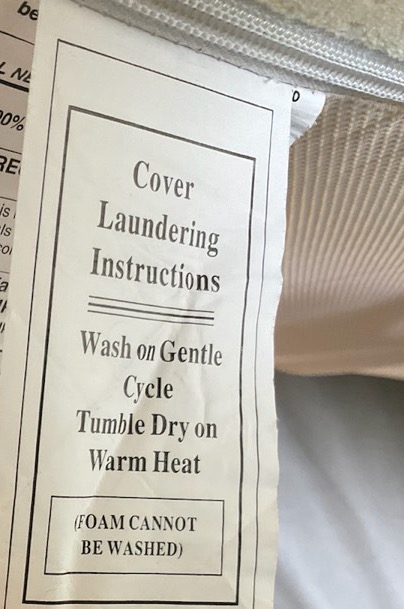 Cover
Laundering
Instructions
Wash on Gentle
Cycle
Tumble Dry on
Warm Heat
(FOAM CANNOT
BE WASHED)